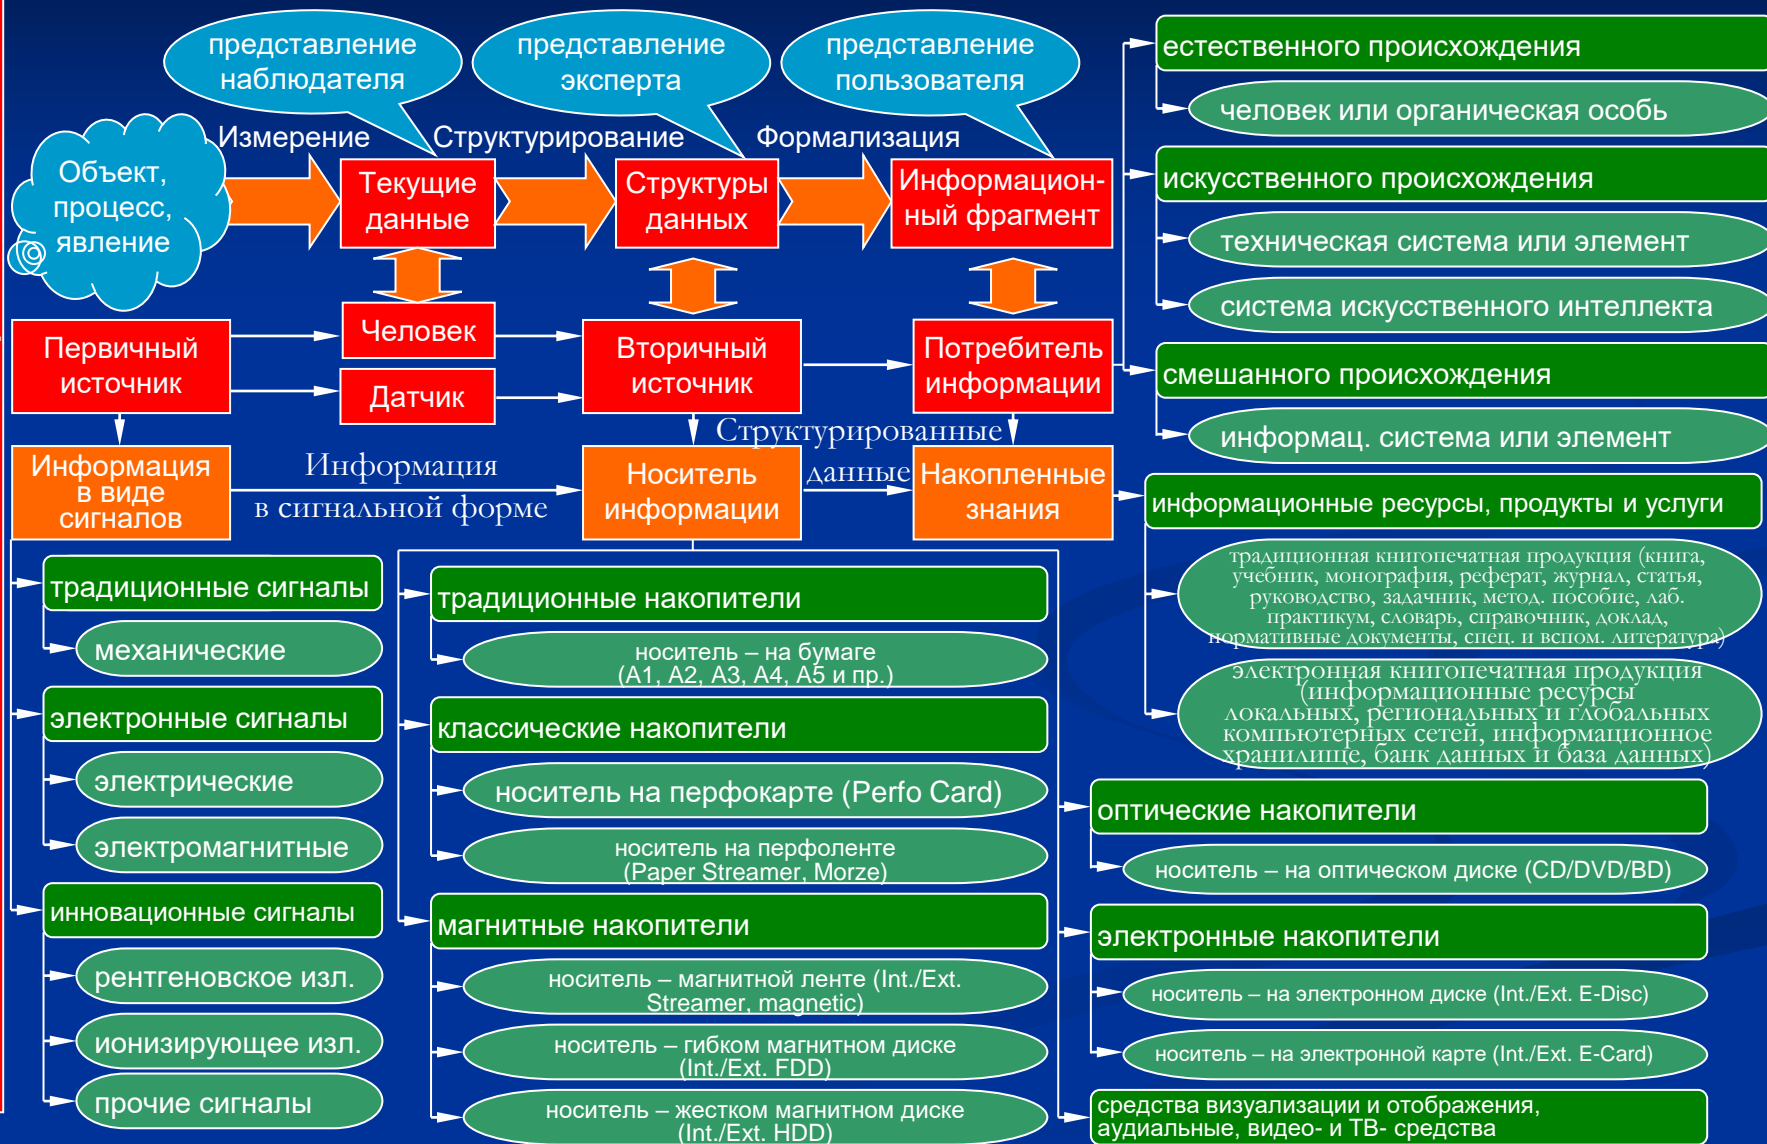 представление
наблюдателя
представление
эксперта
представление
пользователя
Измерение
Структурирование
Формализация
Объект,
процесс,
явление
Текущие
данные
Структуры
данных
Информацион-
ный фрагмент
Первичный
источник
Человек
Датчик
Вторичный
источник
Потребитель
информации
Информация
в виде
сигналов
Информация
в сигнальной форме
Носитель
информации
Структурированные
данные
Накопленные
знания
естественного происхождения
человек или органическая особь
искусственного происхождения
техническая система или элемент
система искусственного интеллекта
смешанного происхождения
информац. система или элемент
информационные ресурсы, продукты и услуги
традиционная книгопечатная продукция (книга,
учебник, монография, реферат, журнал, статья,
руководство, задачник, метод. пособие, лаб.
практикум, словарь, справочник, доклад,
нормативные документы, спец. и вспом. литература)
электронная книгопечатная продукция
(информационные ресурсы
локальных, региональных и глобальных
компьютерных сетей, информационное
хранилище, банк данных и база данных)
традиционные сигналы
механические
электронные сигналы
электрические
электромагнитные
инновационные сигналы
рентгеновское изл.
ионизирующее изл.
прочие сигналы
традиционные накопители
носитель – на бумаге
(А1, А2, А3, А4, А5 и пр.)
классические накопители
носитель на перфокарте (Perfo Card)
носитель на перфоленте
(Paper Streamer, Morze)
магнитные накопители
носитель – магнитной ленте (Int./Ext.
Streamer, magnetic)
носитель – гибком магнитном диске
(Int./Ext. FDD)
носитель – жестком магнитном диске
(Int./Ext. HDD)
оптические накопители
носитель – на оптическом диске (CD/DVD/BD)
электронные накопители
носитель – на электронном диске (Int./Ext. E-Disc)
носитель – на электронной карте (Int./Ext. E-Card)
средства визуализации и отображения,
аудиальные, видео- и ТВ- средства